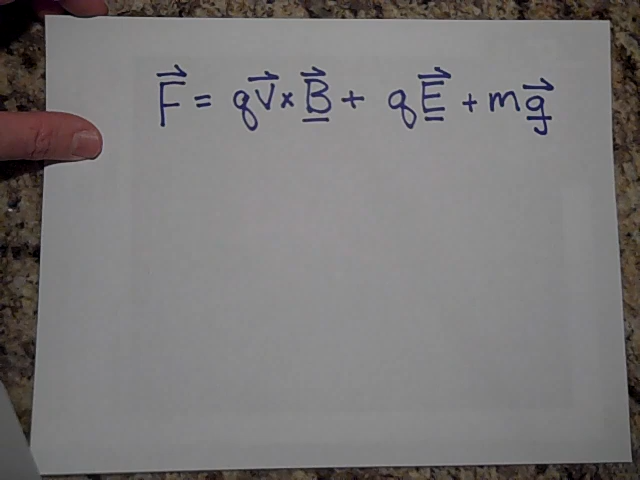 F⃗ = qV⃗ × B⃗ + qE⃗ + mg⃗